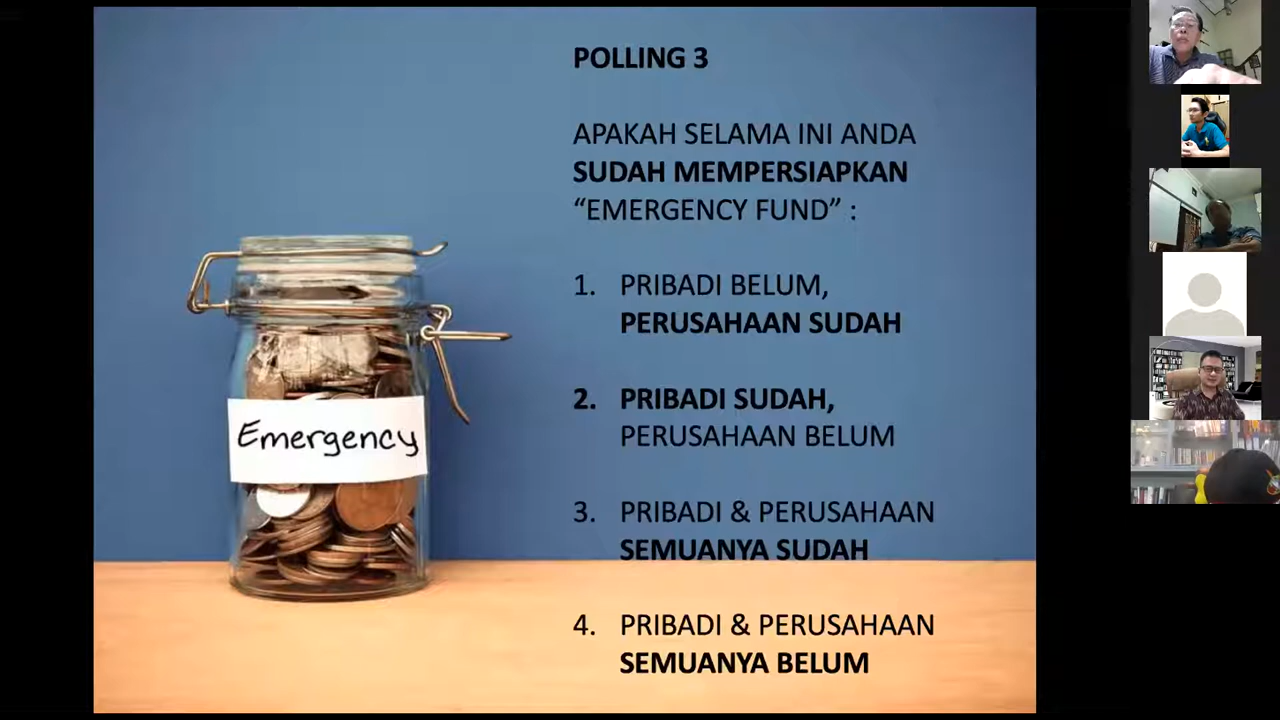 POLLING 3
APAKAH SELAMA INI ANDA
SUDAH MEMPERSIAPKAN
“EMERGENCY FUND” :
1. PRIBADI BELUM,
PERUSAHAAN SUDAH
2. PRIBADI SUDAH,
PERUSAHAAN BELUM
3. PRIBADI & PERUSAHAAN
SEMUANYA SUDAH
4. PRIBADI & PERUSAHAAN
SEMUANYA BELUM
Emergency